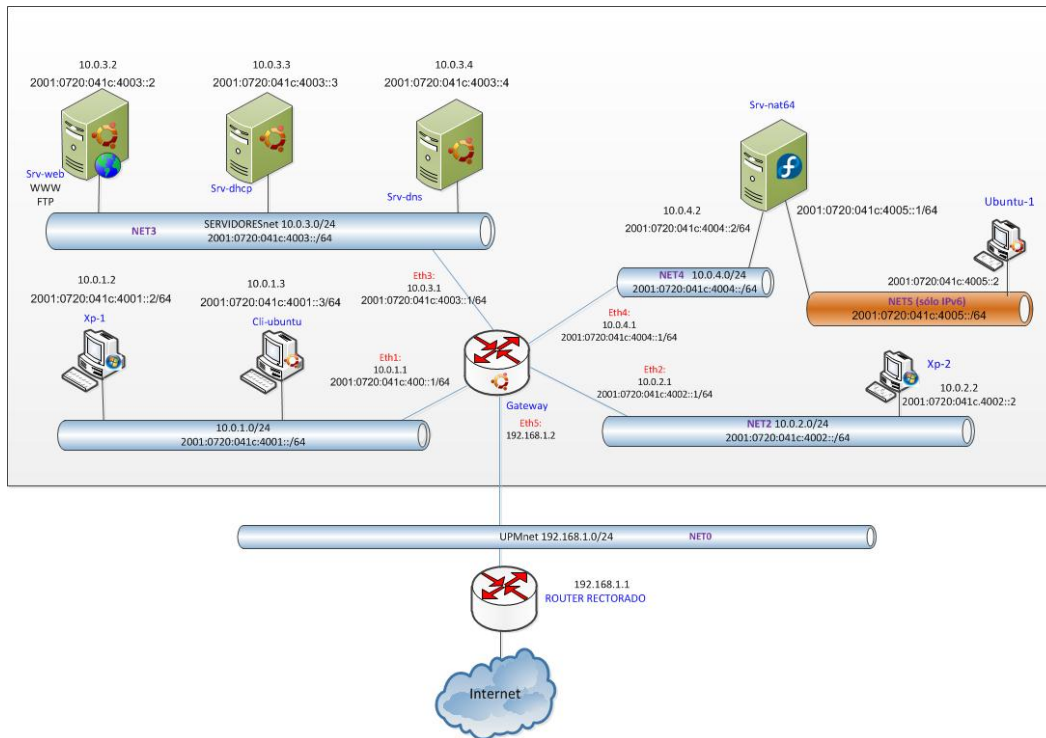 10.0.3.2
2001:0720:041c:4003::2
Srv-web
WWW
FTP
10.0.3.3
2001:0720:041c:4003::3
Srv-dhcp
10.0.3.4
2001:0720:041c:4003::4
Srv-dns
NET3
SERVIDORESnet 10.0.3.0/24
2001:0720:041c:4003::/64
Srv-nat64
10.0.4.2
2001:0720:041c:4004::2/64
2001:0720:041c:4005::1/64
Ubuntu-1
2001:0720:041c:4005::2
NET4 10.0.4.0/24
2001:0720:041c:4004::/64
NET5 (sólo IPv6)
2001:0720:041c:4005::/64
Eth3:
10.0.3.1
2001:0720:041c:4003::1/64
Eth4:
10.0.4.1
2001:0720:041c:4004::1/64
10.0.1.2
2001:0720:041c:4001::2/64
Xp-1
10.0.1.3
2001:0720:041c:4001::3/64
Cli-ubuntu
Eth1:
10.0.1.1
2001:0720:041c:400::1/64
Gateway
Eth2:
10.0.2.1
2001:0720:041c:4002::1/64
Xp-2
10.0.2.2
2001:0720:041c.4002::2
10.0.1.0/24
2001:0720:041c:4001::/64
Eth5:
192.168.1.2
NET2 10.0.2.0/24
2001:0720:041c:4002::/64
UPMnet 192.168.1.0/24 NET0
192.168.1.1
ROUTER RECTORADO
Internet